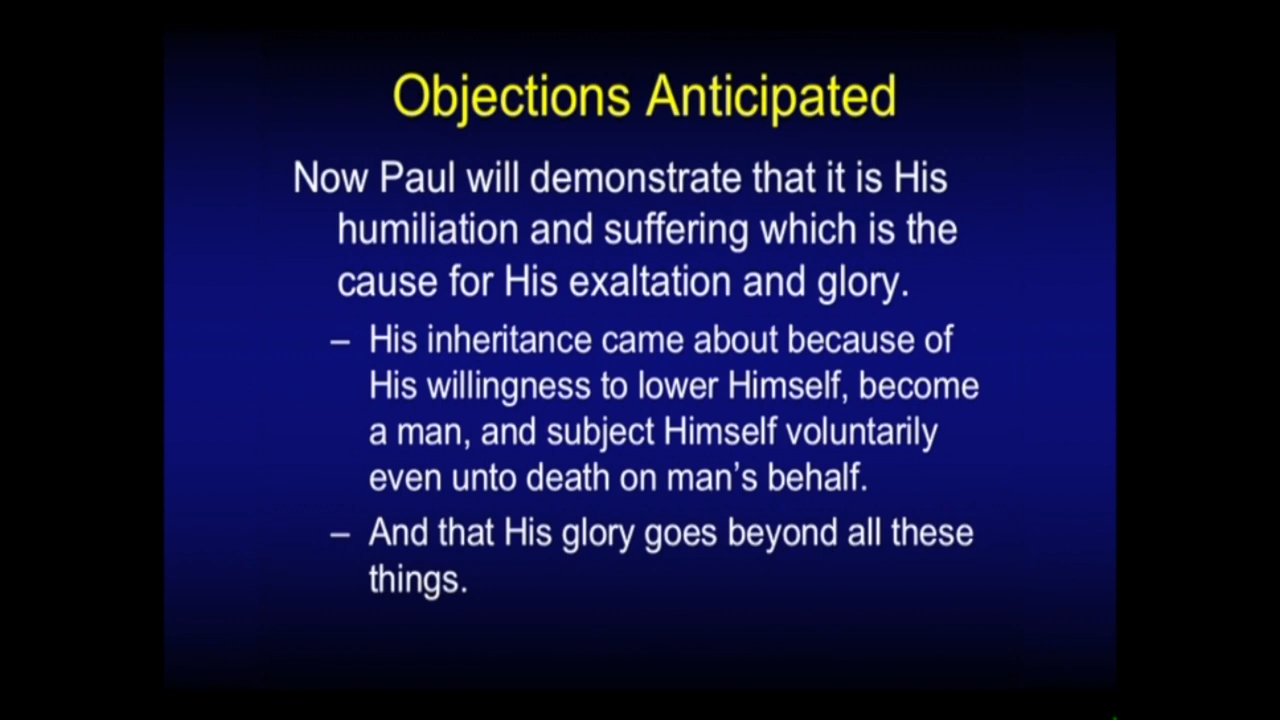 Objections Anticipated
Now Paul will demonstrate that it is His
humiliation and suffering which is the
cause for His exaltation and glory.
– His inheritance came about because of
His willingness to lower Himself, become
a man, and subject Himself voluntarily
even unto death on man’s behalf.
– And that His glory goes beyond all these
things.